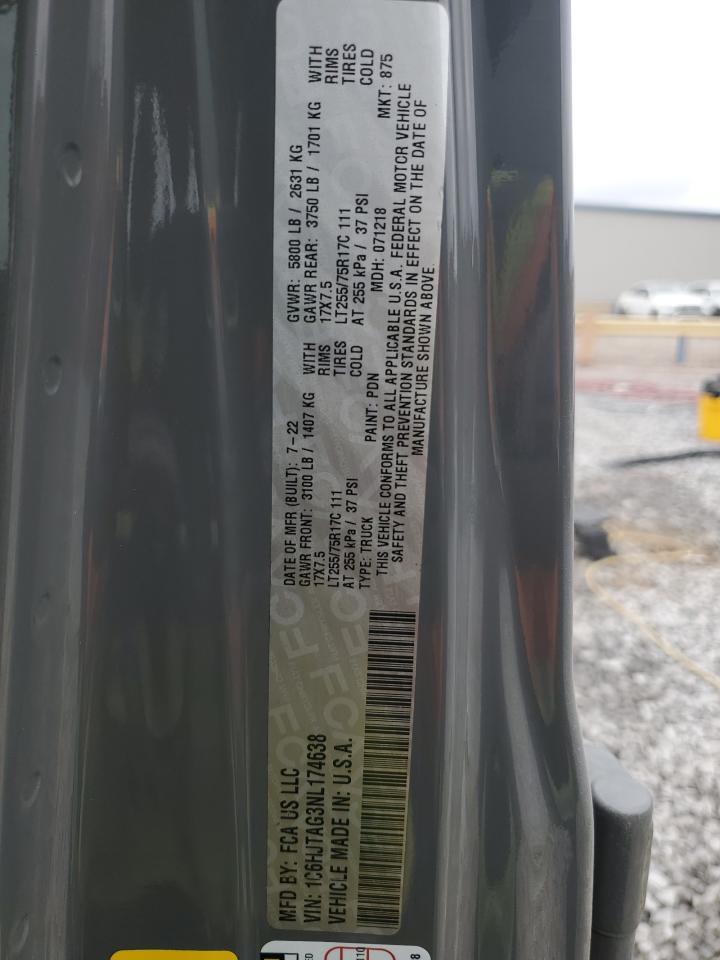 MFD BY: FCA US LLC
VIN: 1C6HJTAG3NL174638
VEHICLE MADE IN: U.S.A.
DATE OF MFR (BUILT): 7-22 GVWR: 5800 LB / 2631 KG
GAWR FRONT: 3100 LB / 1407 KG WITH GAWR REAR: 3750 LB / 1701 KG WITH
17X7.5 RIMS 17X7.5 RIMS
LT255/75R17C 111 TIRES LT255/75R17C 111 TIRES
AT 255 kPa / 37 PSI COLD AT 255 kPa / 37 PSI COLD
TYPE: TRUCK PAINT: PDN MDH: 071218 MKT: 875
THIS VEHICLE CONFORMS TO ALL APPLICABLE U.S.A. FEDERAL MOTOR VEHICLE
SAFETY AND THEFT PREVENTION STANDARDS IN EFFECT ON THE DATE OF
MANUFACTURE SHOWN ABOVE.